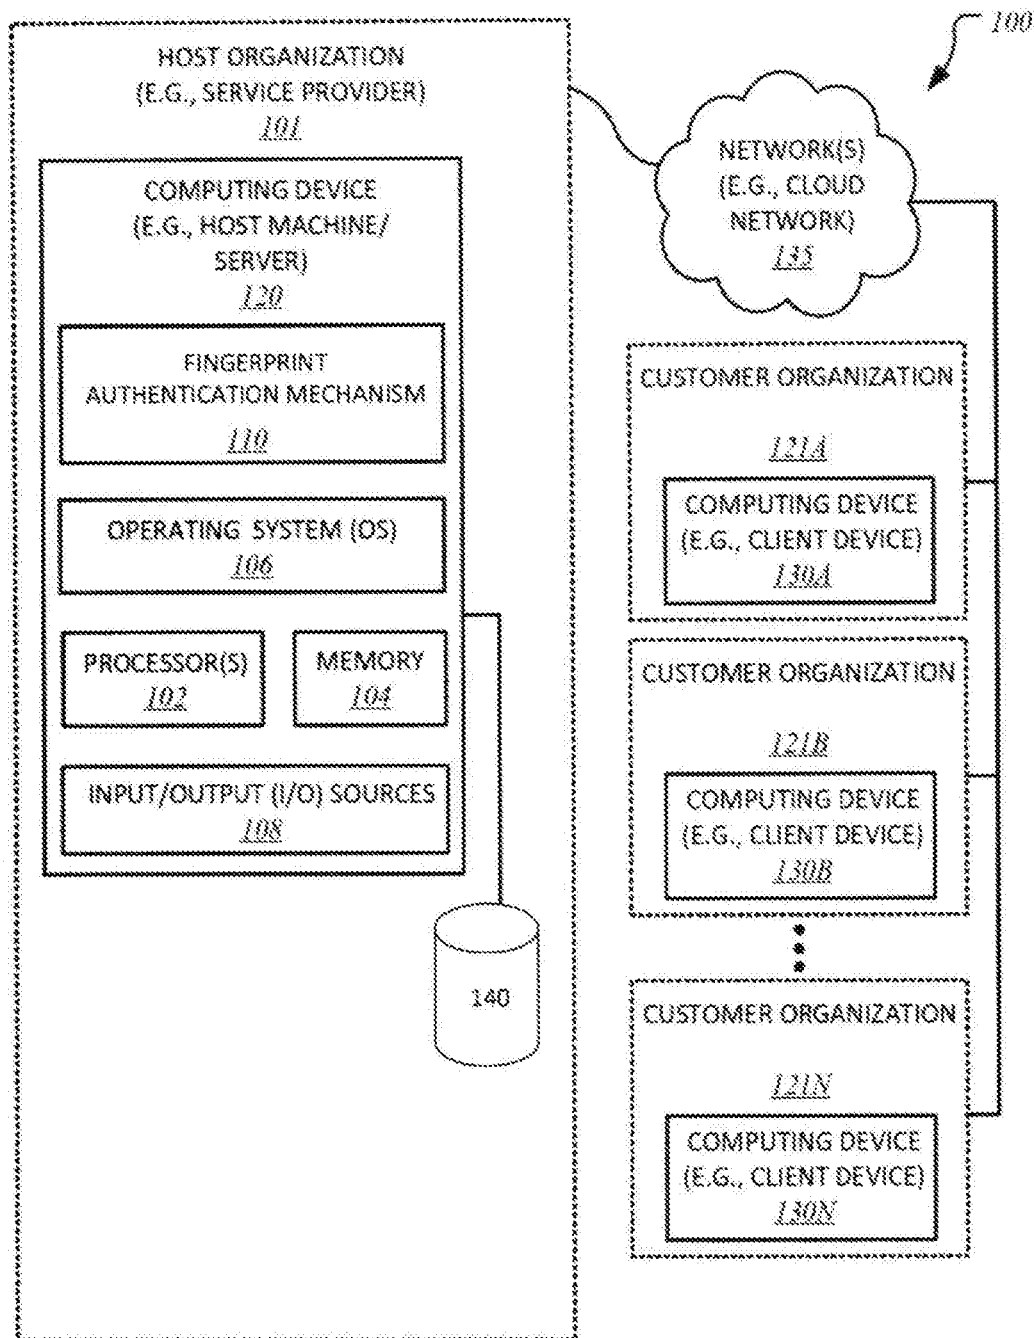 100
HOST ORGANIZATION
(E.G., SERVICE PROVIDER)
101
COMPUTING DEVICE
(E.G., HOST MACHINE/
SERVER)
120
FINGERPRINT
AUTHENTICATION MECHANISM
110
OPERATING SYSTEM (OS)
106
PROCESSOR(S)
102
MEMORY
104
INPUT/OUTPUT (I/O) SOURCES
108
140
NETWORK(S)
(E.G., CLOUD
NETWORK)
135
CUSTOMER ORGANIZATION
121A
COMPUTING DEVICE
(E.G., CLIENT DEVICE)
130A
CUSTOMER ORGANIZATION
121B
COMPUTING DEVICE
(E.G., CLIENT DEVICE)
130B
CUSTOMER ORGANIZATION
121N
COMPUTING DEVICE
(E.G., CLIENT DEVICE)
130N